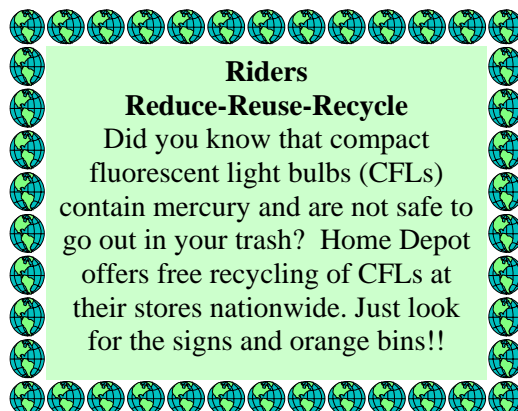 Riders
Reduce-Reuse-Recycle
Did you know that compact
fluorescent light bulbs (CFLs)
contain mercury and are not safe to
go out in your trash?  Home Depot
offers free recycling of CFLs at
their stores nationwide. Just look
for the signs and orange bins!!